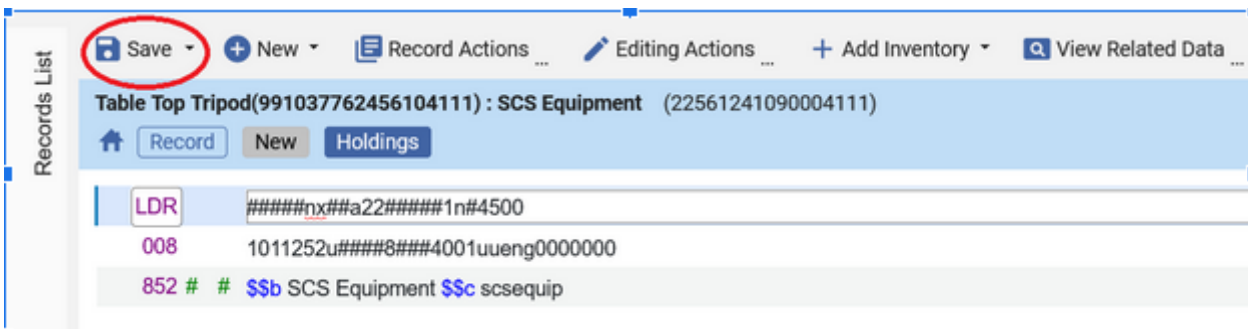 Records List
Save New Record Actions ... Editing Actions ... Add Inventory View Related Data ...
Table Top Tripod(991037762456104111) : SCS Equipment (22561241090004111)
Record New Holdings
LDR #####nx##a22#####1n#4500
008 1011252u####8###4001uueng0000000
852 # # $$b SCS Equipment $$c scsequip